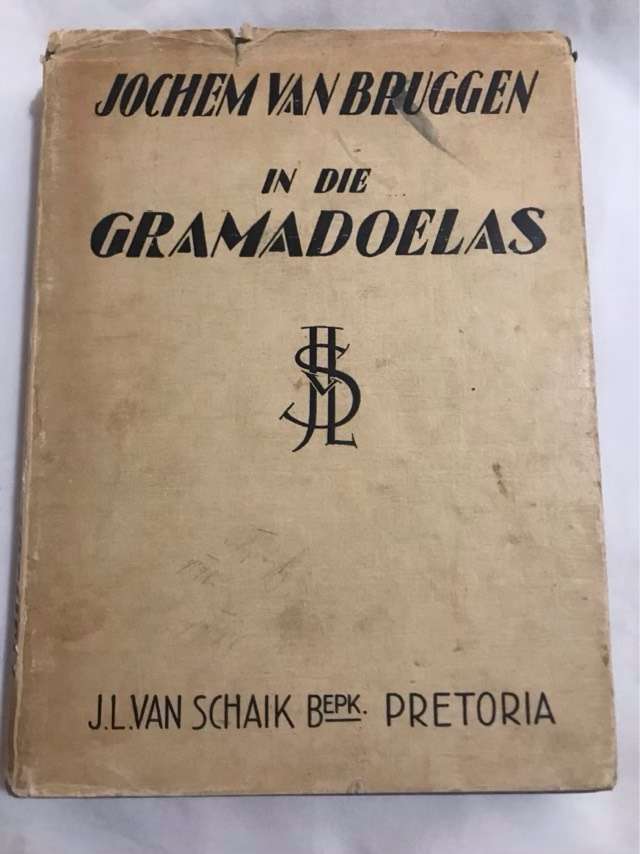 JOCHEM VAN BRUGGEN
IN DIE
GRAMADOELAS
J.L. VAN SCHAIK BEPK. PRETORIA